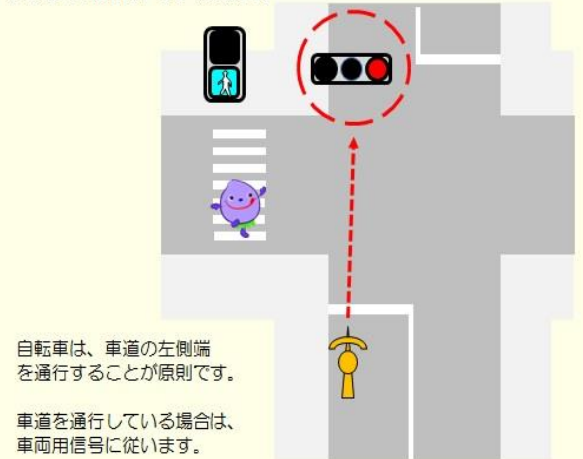 自転車は、車道の左側端
を通行することが原則です。
車道を通行している場合は、
車両用信号に従います。